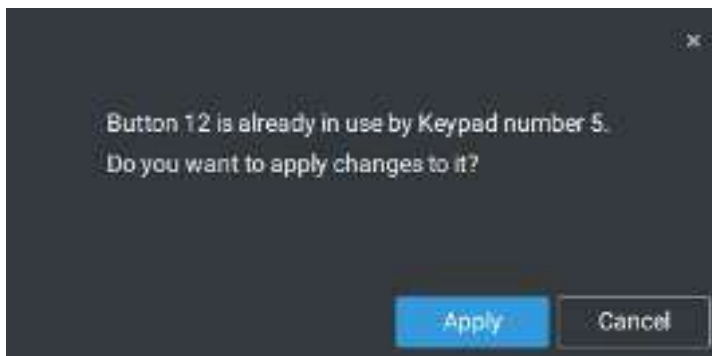 Button 12 is already in use by Keypad number 5.
Do you want to apply changes to it?
Apply Cancel